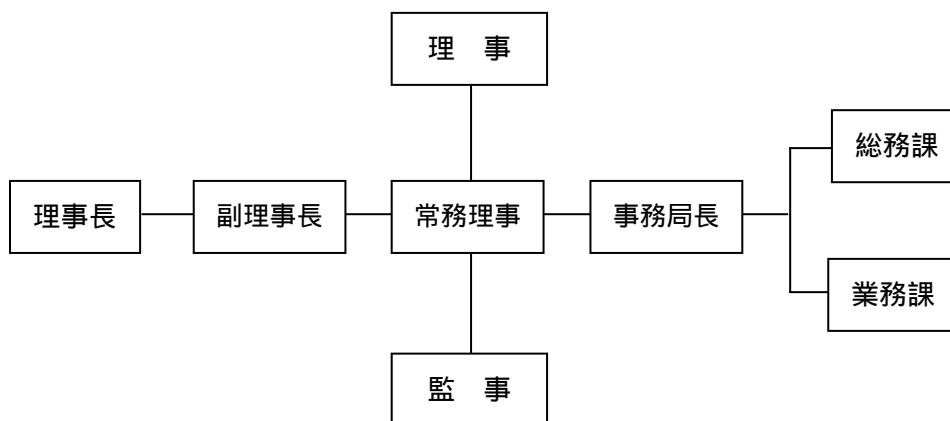 理　事
総務課
理事長
副理事長
常務理事
事務局長
業務課
監　事